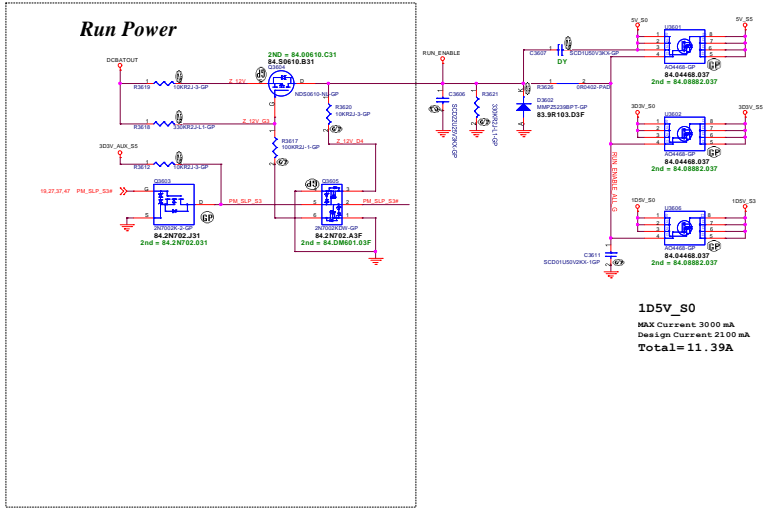 Run Power
DCBATOUT
R3619
10KR2J-3-GP
Z_12V
2ND = 84.00610.C31
84.S0610.B31
Q3604
NDS0610-NL-GP
R3618
330KR2J-L1-GP
Z_12V_G3
R3620
10KR2J-3-GP
3D3V_AUX_S5
R3617
100KR2J-1-GP
Z_12V_D4
R3612
10KR2J-3-GP
19,27,37,47 PM_SLP_S3#
Q3603
2N7002K-2-GP
84.2N702.J31
2nd = 84.2N702.031
PM_SLP_S3
Q3605
PM_SLP_S3#
2N7002KDW-GP
84.2N702.A3F
2nd = 84.DM601.03F
RUN_ENABLE
C3606
R3621
330KR2J-L1-GP
C3607
SCD1U50V3KX-GP
DY
R3626
0R0402-PAD
D3602
MMPZ5239BPT-GP
83.9R103.D3F
RUN_ENABLE_ALL_G
5V_S0
U3601
5V_S5
AO4468-GP
84.04468.037
2nd = 84.08882.037
3D3V_S0
U3602
3D3V_S5
AO4468-GP
84.04468.037
2nd = 84.08882.037
1D5V_S0
U3606
1D5V_S3
AO4468-GP
84.04468.037
2nd = 84.08882.037
C3611
SCD01U50V2KX-1GP
1D5V_S0
MAX Current 3000 mA
Design Current 2100 mA
Total=11.39A